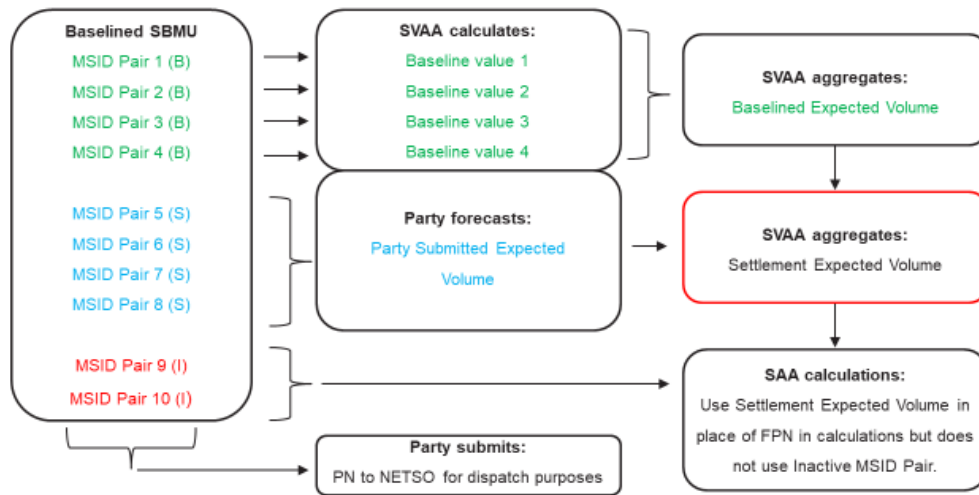 Baselined SBMU
MSID Pair 1 (B)
MSID Pair 2 (B)
MSID Pair 3 (B)
MSID Pair 4 (B)
MSID Pair 5 (S)
MSID Pair 6 (S)
MSID Pair 7 (S)
MSID Pair 8 (S)
MSID Pair 9 (I)
MSID Pair 10 (I)
SVAA calculates:
Baseline value 1
Baseline value 2
Baseline value 3
Baseline value 4
Party forecasts:
Party Submitted Expected
Volume
Party submits:
PN to NETSO for dispatch purposes
SVAA aggregates:
Baselined Expected Volume
SVAA aggregates:
Settlement Expected Volume
SAA calculations:
Use Settlement Expected Volume in
place of FPN in calculations but does
not use Inactive MSID Pair.